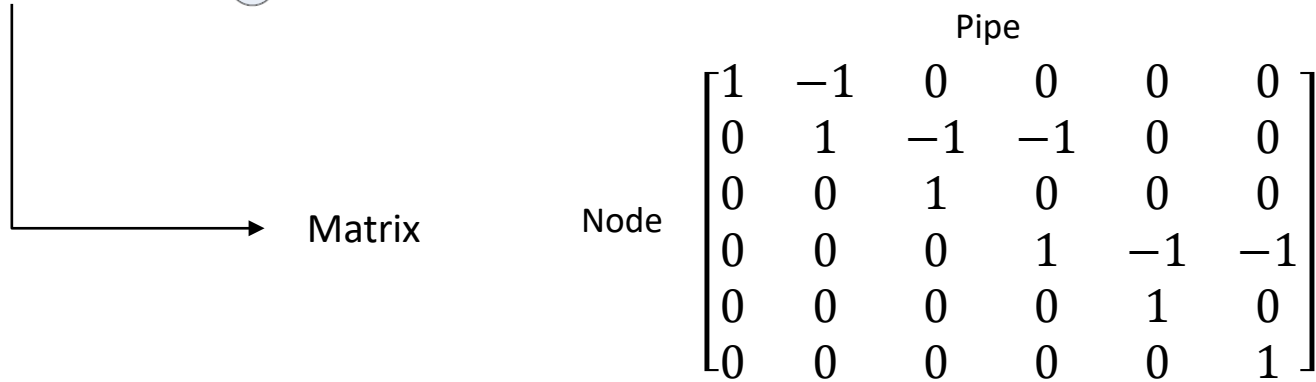 Pipe
1 −1 0 0 0 0
0 1 −1 −1 0 0
0 0 1 0 0 0
Matrix
Node
0 0 0 1 −1 −1
0 0 0 0 1 0
0 0 0 0 0 1